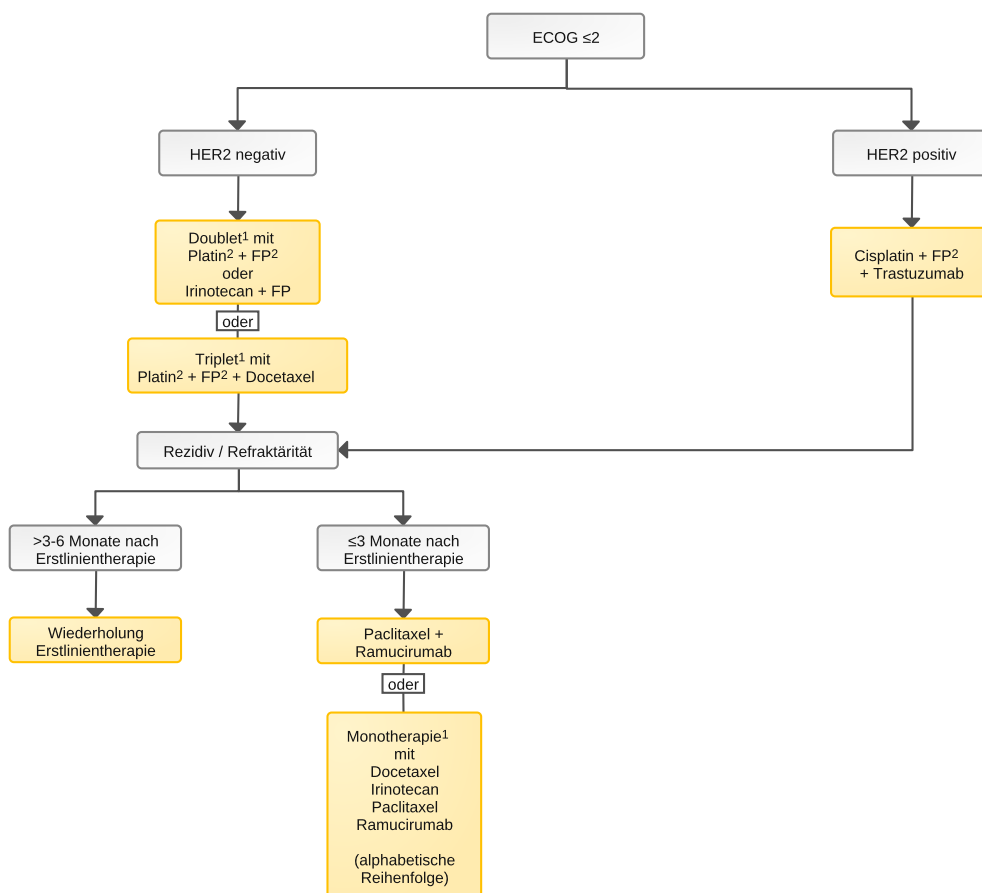 ECOG ≤2
HER2 negativ
HER2 positiv
Doublet¹ mit
Platin² + FP²
oder
Irinotecan + FP
Cisplatin + FP²
+ Trastuzumab
oder
Triplet¹ mit
Platin² + FP² + Docetaxel
Rezidiv / Refraktärität
>3-6 Monate nach
Erstlinientherapie
≤3 Monate nach
Erstlinientherapie
Wiederholung
Erstlinientherapie
Paclitaxel +
Ramucirumab
oder
Monotherapie¹
mit
Docetaxel
Irinotecan
Paclitaxel
Ramucirumab
(alphabetische
Reihenfolge)